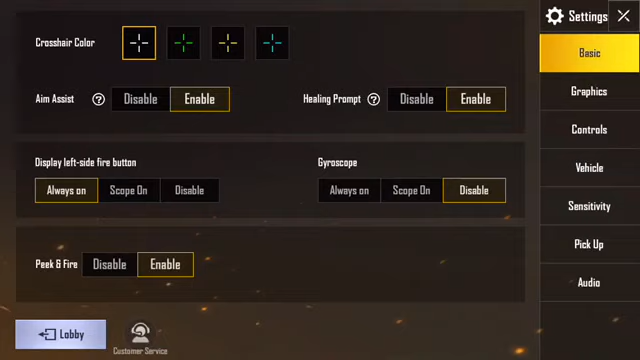 Settings
Crosshair Color
Basic
Aim Assist ? Disable Enable
Healing Prompt ? Disable Enable
Graphics
Controls
Display left-side fire button
Gyroscope
Vehicle
Always on Scope On Disable
Always on Scope On Disable
Sensitivity
Pick Up
Peek & Fire Disable Enable
Audio
Lobby
Customer Service